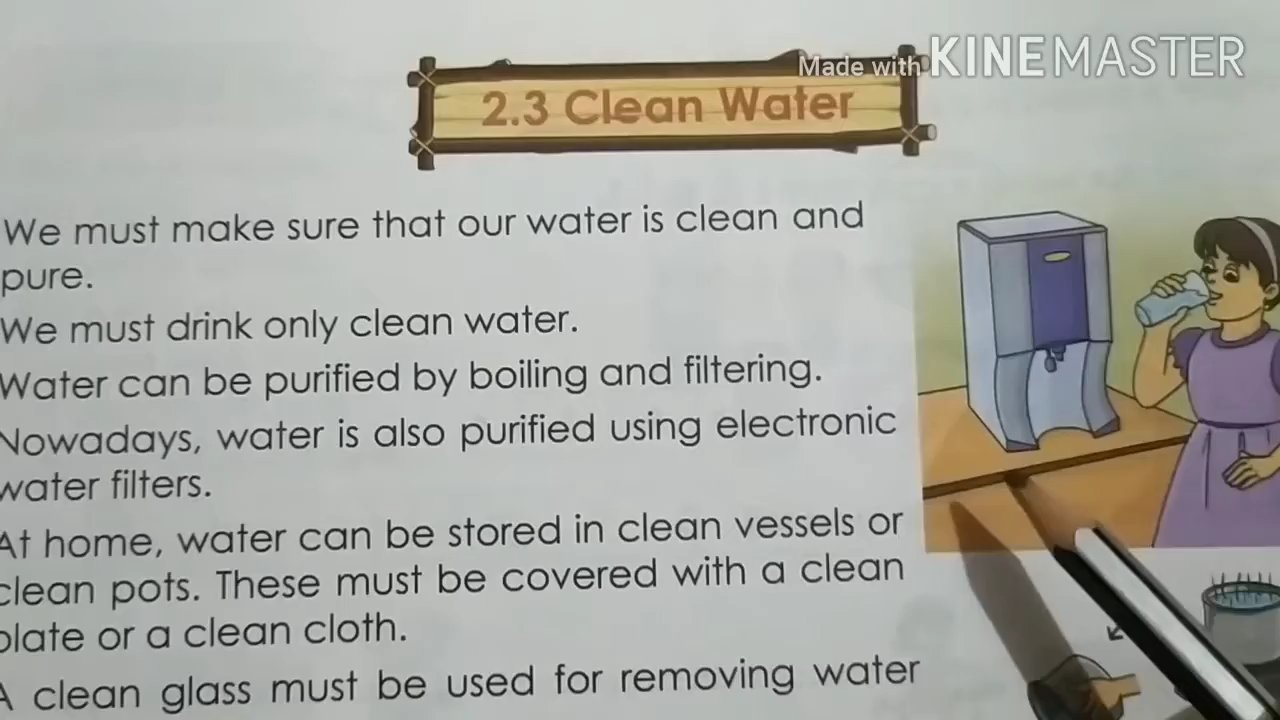 Made with KINEMASTER
2.3 Clean Water
We must make sure that our water is clean and
pure.
We must drink only clean water.
Water can be purified by boiling and filtering.
Nowadays, water is also purified using electronic
water filters.
At home, water can be stored in clean vessels or
clean pots. These must be covered with a clean
plate or a clean cloth.
A clean glass must be used for removing water